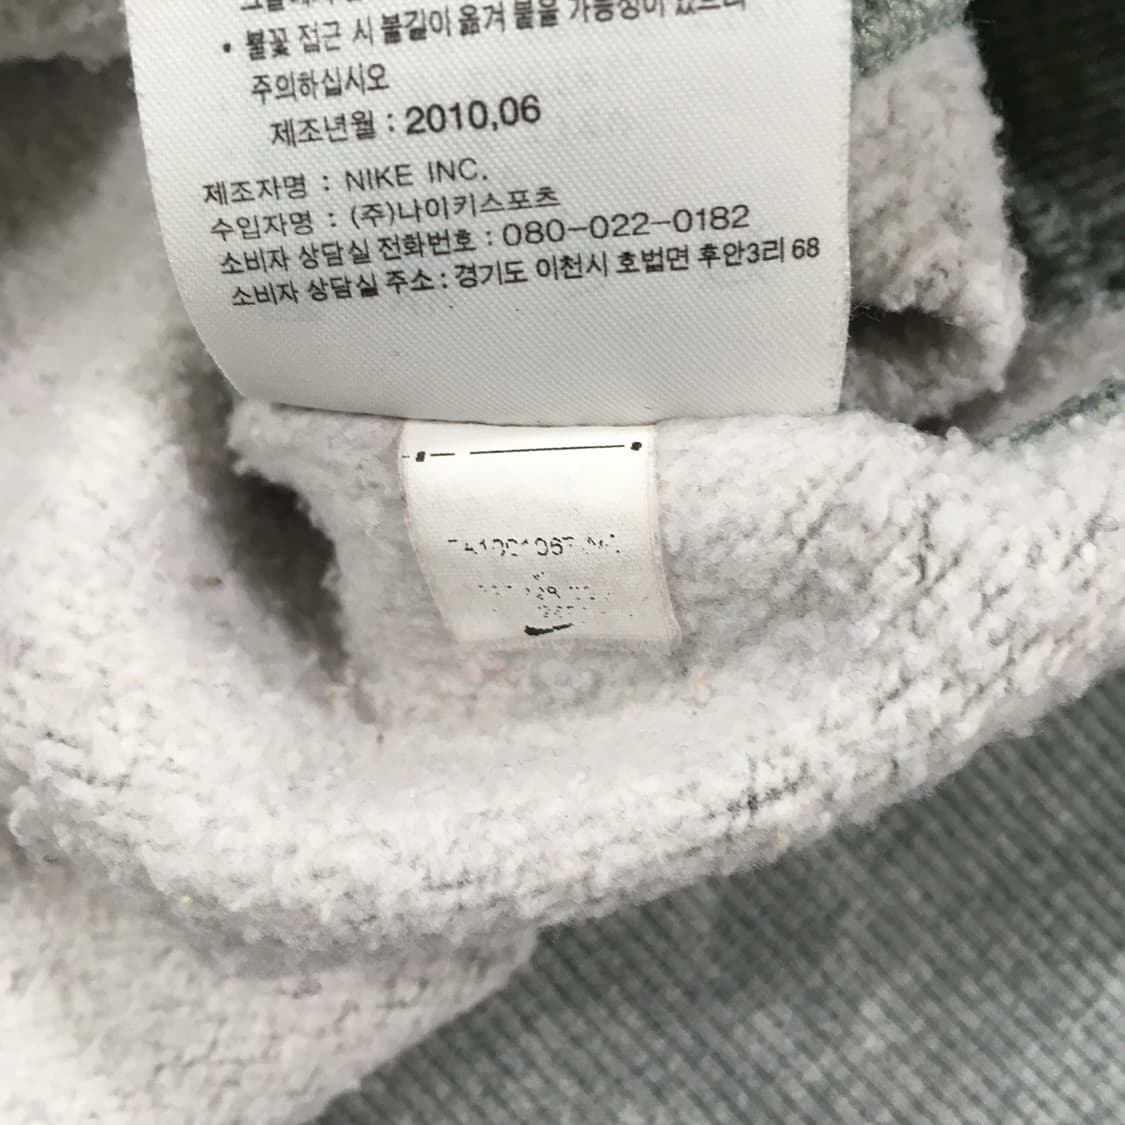 • 불꽃 접근 시 불길이 옮겨 붙을 가능성이 있으니
주의하십시오
제조년월 : 2010,06
제조자명 : NIKE INC.
수입자명 : (주)나이키스포츠
소비자 상담실 전화번호 : 080-022-0182
소비자 상담실 주소 : 경기도 이천시 호법면 후안3리 68